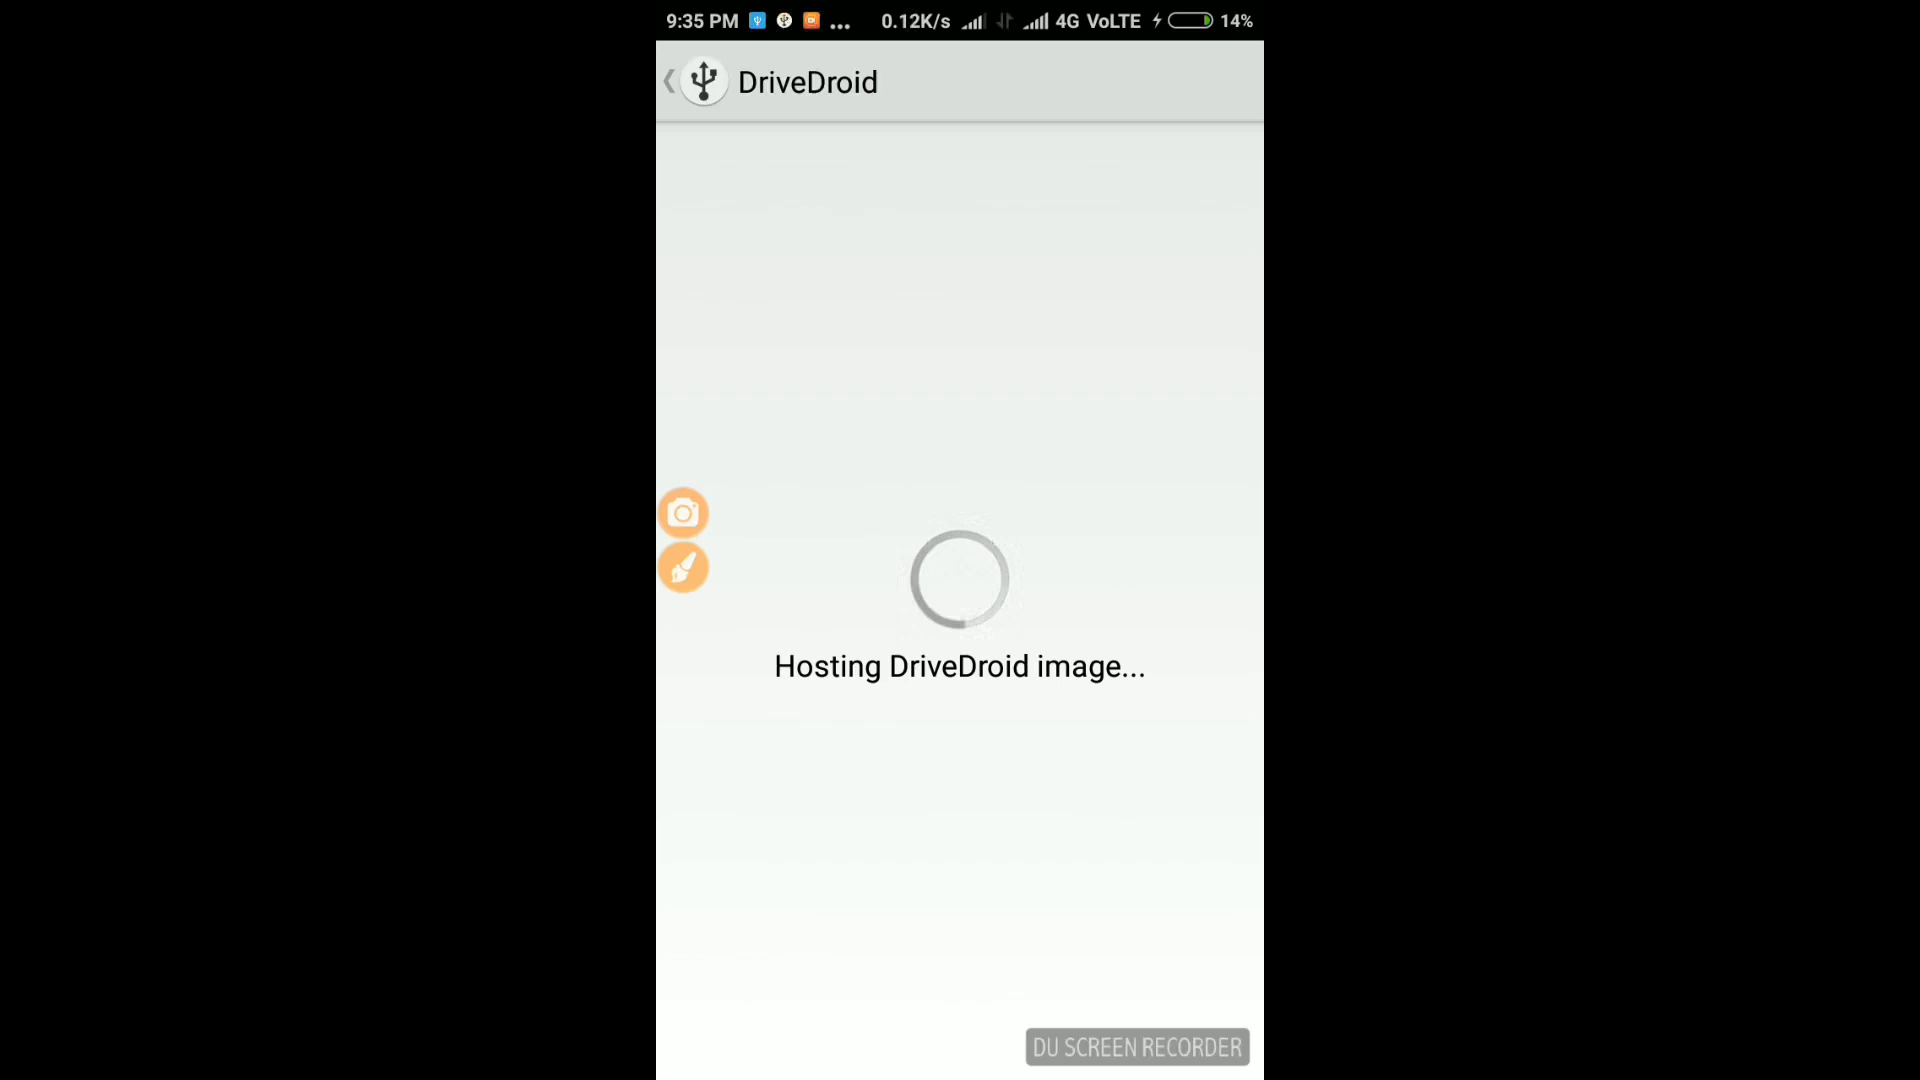 9:35 PM ... 0.12K/s 4G VoLTE 14%
DriveDroid
Hosting DriveDroid image...
DU SCREEN RECORDER